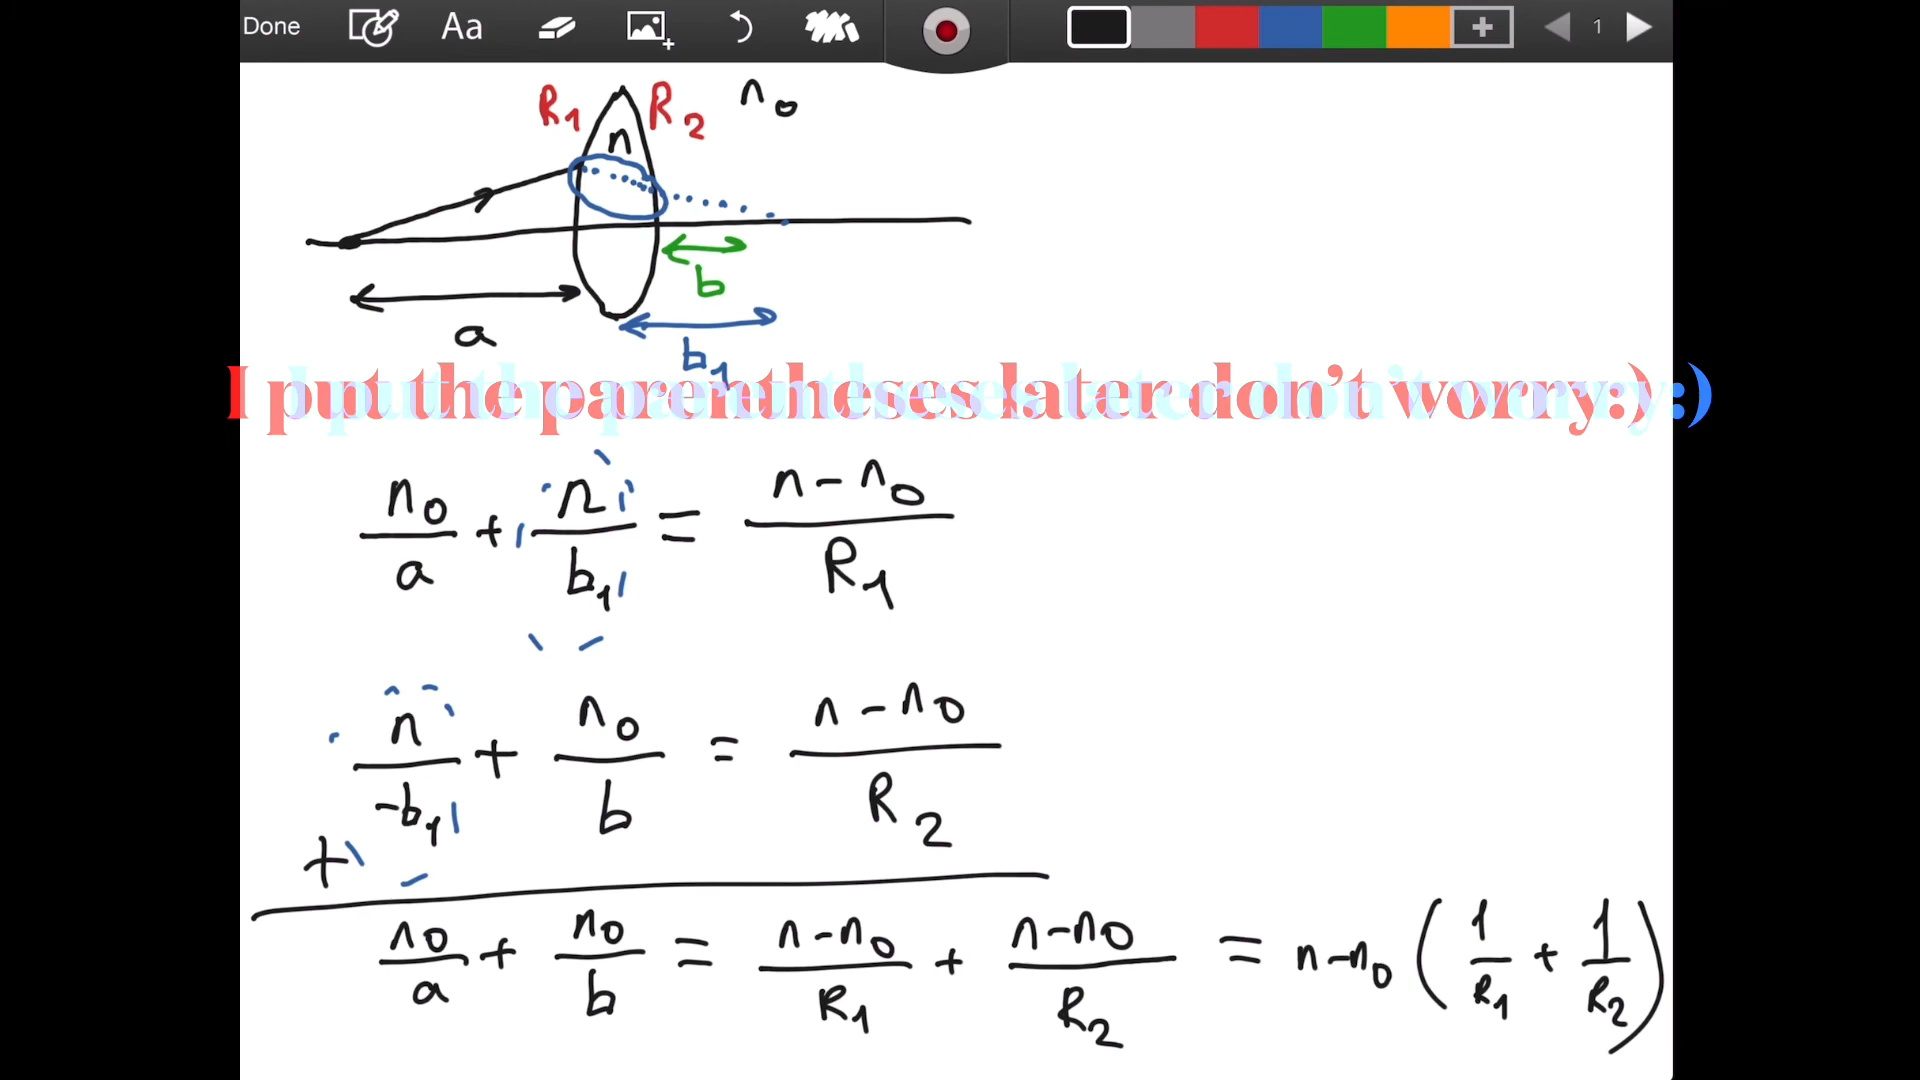 Done Aa 1
R₁ R₂ n₀
n
b
a b₁
I put the parentheses later don't worry:) :)
n₀/a + n/b₁ = n-n₀/R₁
n/-b₁ + n₀/b = n-n₀/R₂
+
n₀/a + n₀/b = n-n₀/R₁ + n-n₀/R₂ = n-n₀ (1/R₁ + 1/R₂)